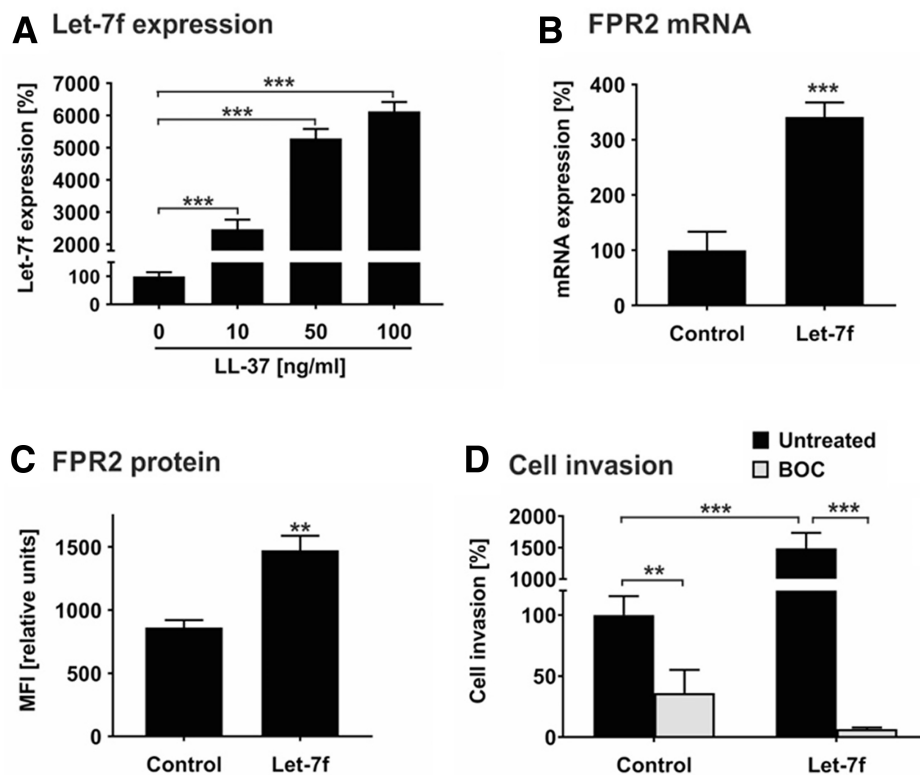 A Let-7f expression
Let-7f expression [%]
7000
6000
5000
4000
3000
2000
100
0
***
***
***
0 10 50 100
LL-37 [ng/ml]
B FPR2 mRNA
mRNA expression [%]
400
300
200
100
0
***
Control Let-7f
C FPR2 protein
MFI [relative units]
1500
1000
500
0
**
Control Let-7f
D Cell invasion
Untreated
BOC
Cell invasion [%]
2000
1500
1000
100
50
0
*** ***
**
Control Let-7f